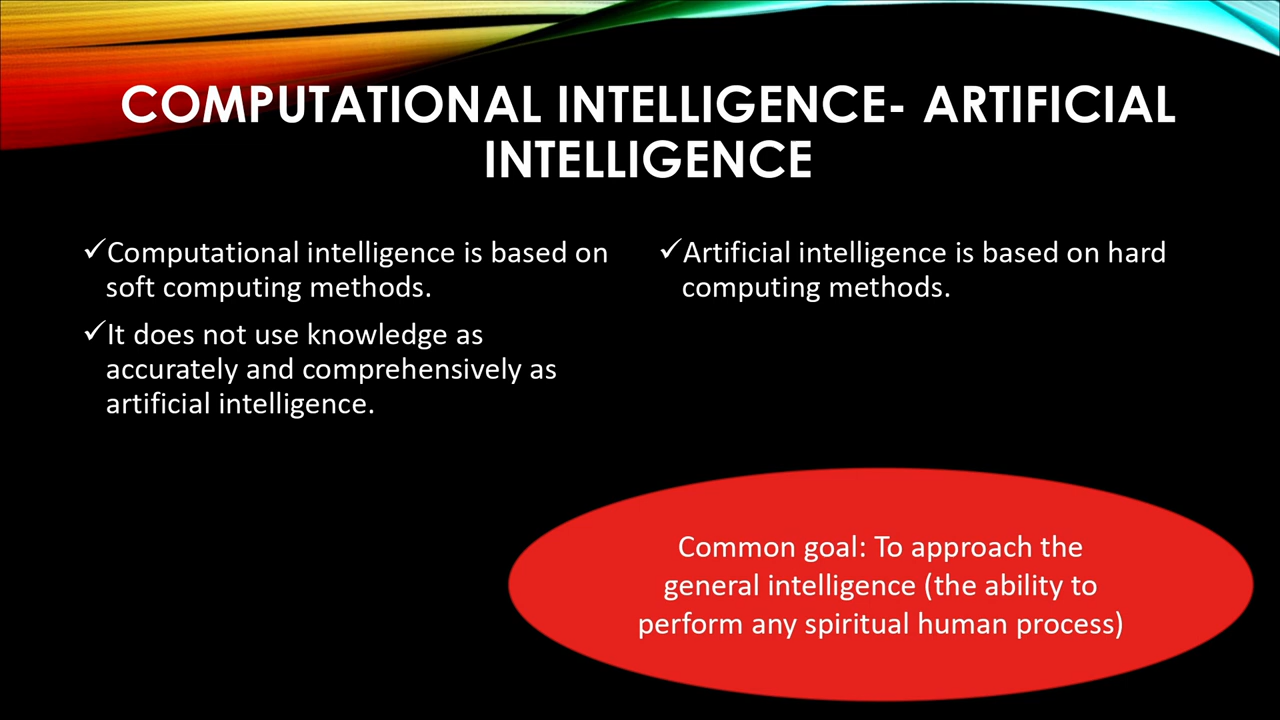 COMPUTATIONAL INTELLIGENCE- ARTIFICIAL
INTELLIGENCE
✓Computational intelligence is based on
soft computing methods.
✓It does not use knowledge as
accurately and comprehensively as
artificial intelligence.
✓Artificial intelligence is based on hard
computing methods.
Common goal: To approach the
general intelligence (the ability to
perform any spiritual human process)